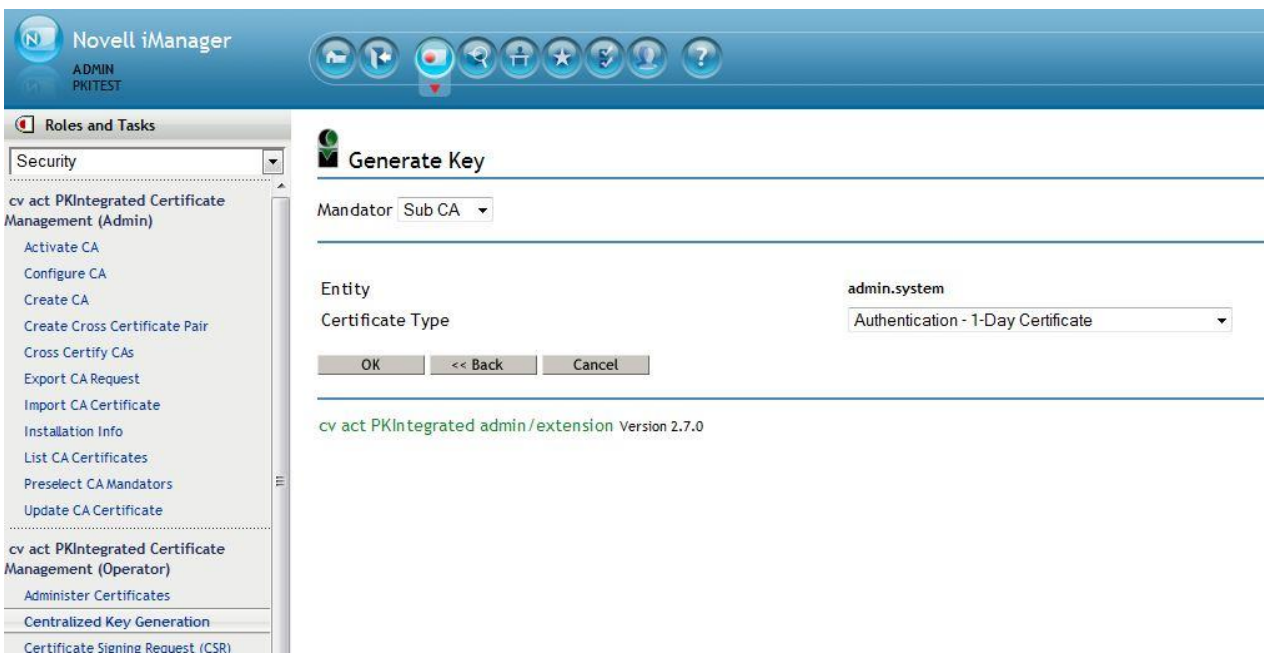 Novell iManager
ADMIN
PKITEST
Roles and Tasks
Security
cv act PKIntegrated Certificate
Management (Admin)
Activate CA
Configure CA
Create CA
Create Cross Certificate Pair
Cross Certify CAs
Export CA Request
Import CA Certificate
Installation Info
List CA Certificates
Preselect CA Mandators
Update CA Certificate
cv act PKIntegrated Certificate
Management (Operator)
Administer Certificates
Centralized Key Generation
Certificate Signing Request (CSR)
Generate Key
Mandator Sub CA
Entity admin.system
Certificate Type Authentication - 1-Day Certificate
OK << Back Cancel
cv act PKIntegrated admin/extension Version 2.7.0